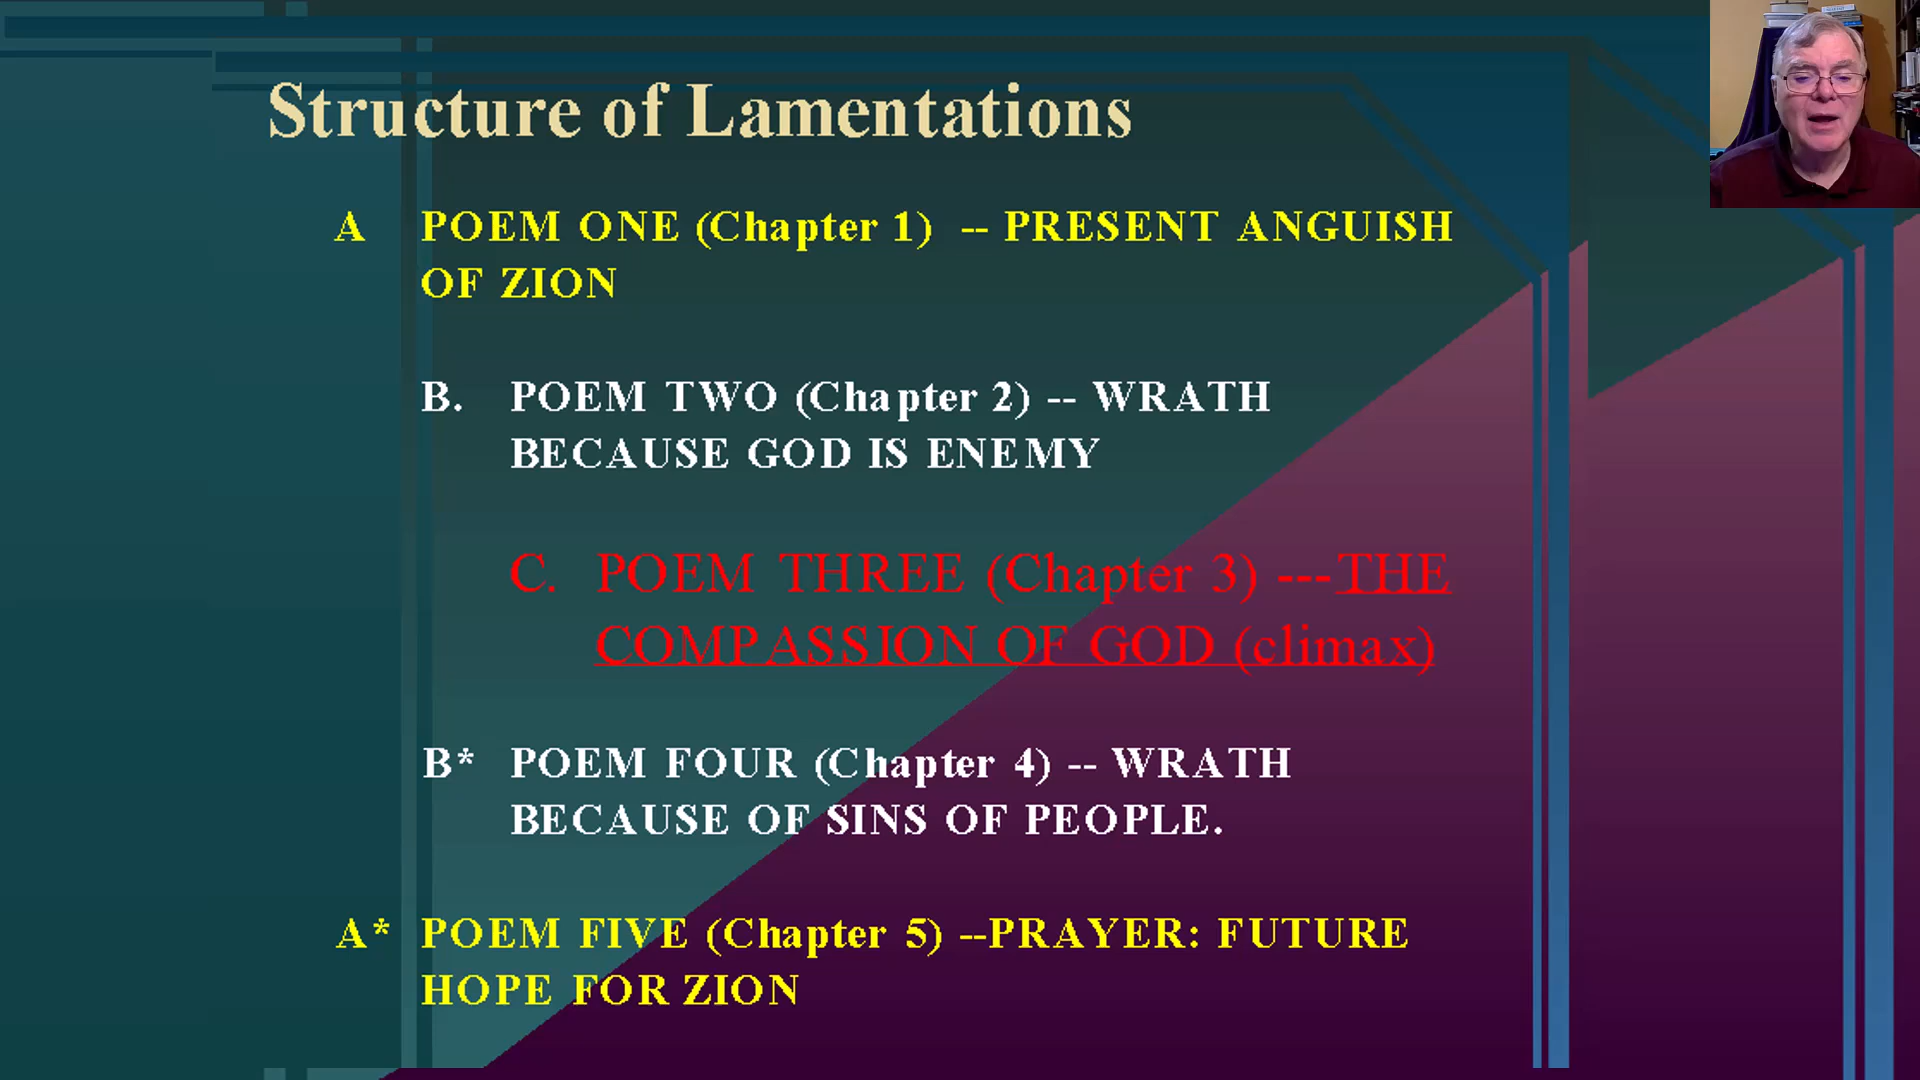 Structure of Lamentations
A POEM ONE (Chapter 1) -- PRESENT ANGUISH
OF ZION
B. POEM TWO (Chapter 2) -- WRATH
BECAUSE GOD IS ENEMY
C. POEM THREE (Chapter 3) ---THE
COMPASSION OF GOD (climax)
B* POEM FOUR (Chapter 4) -- WRATH
BECAUSE OF SINS OF PEOPLE.
A* POEM FIVE (Chapter 5) --PRAYER: FUTURE
HOPE FOR ZION